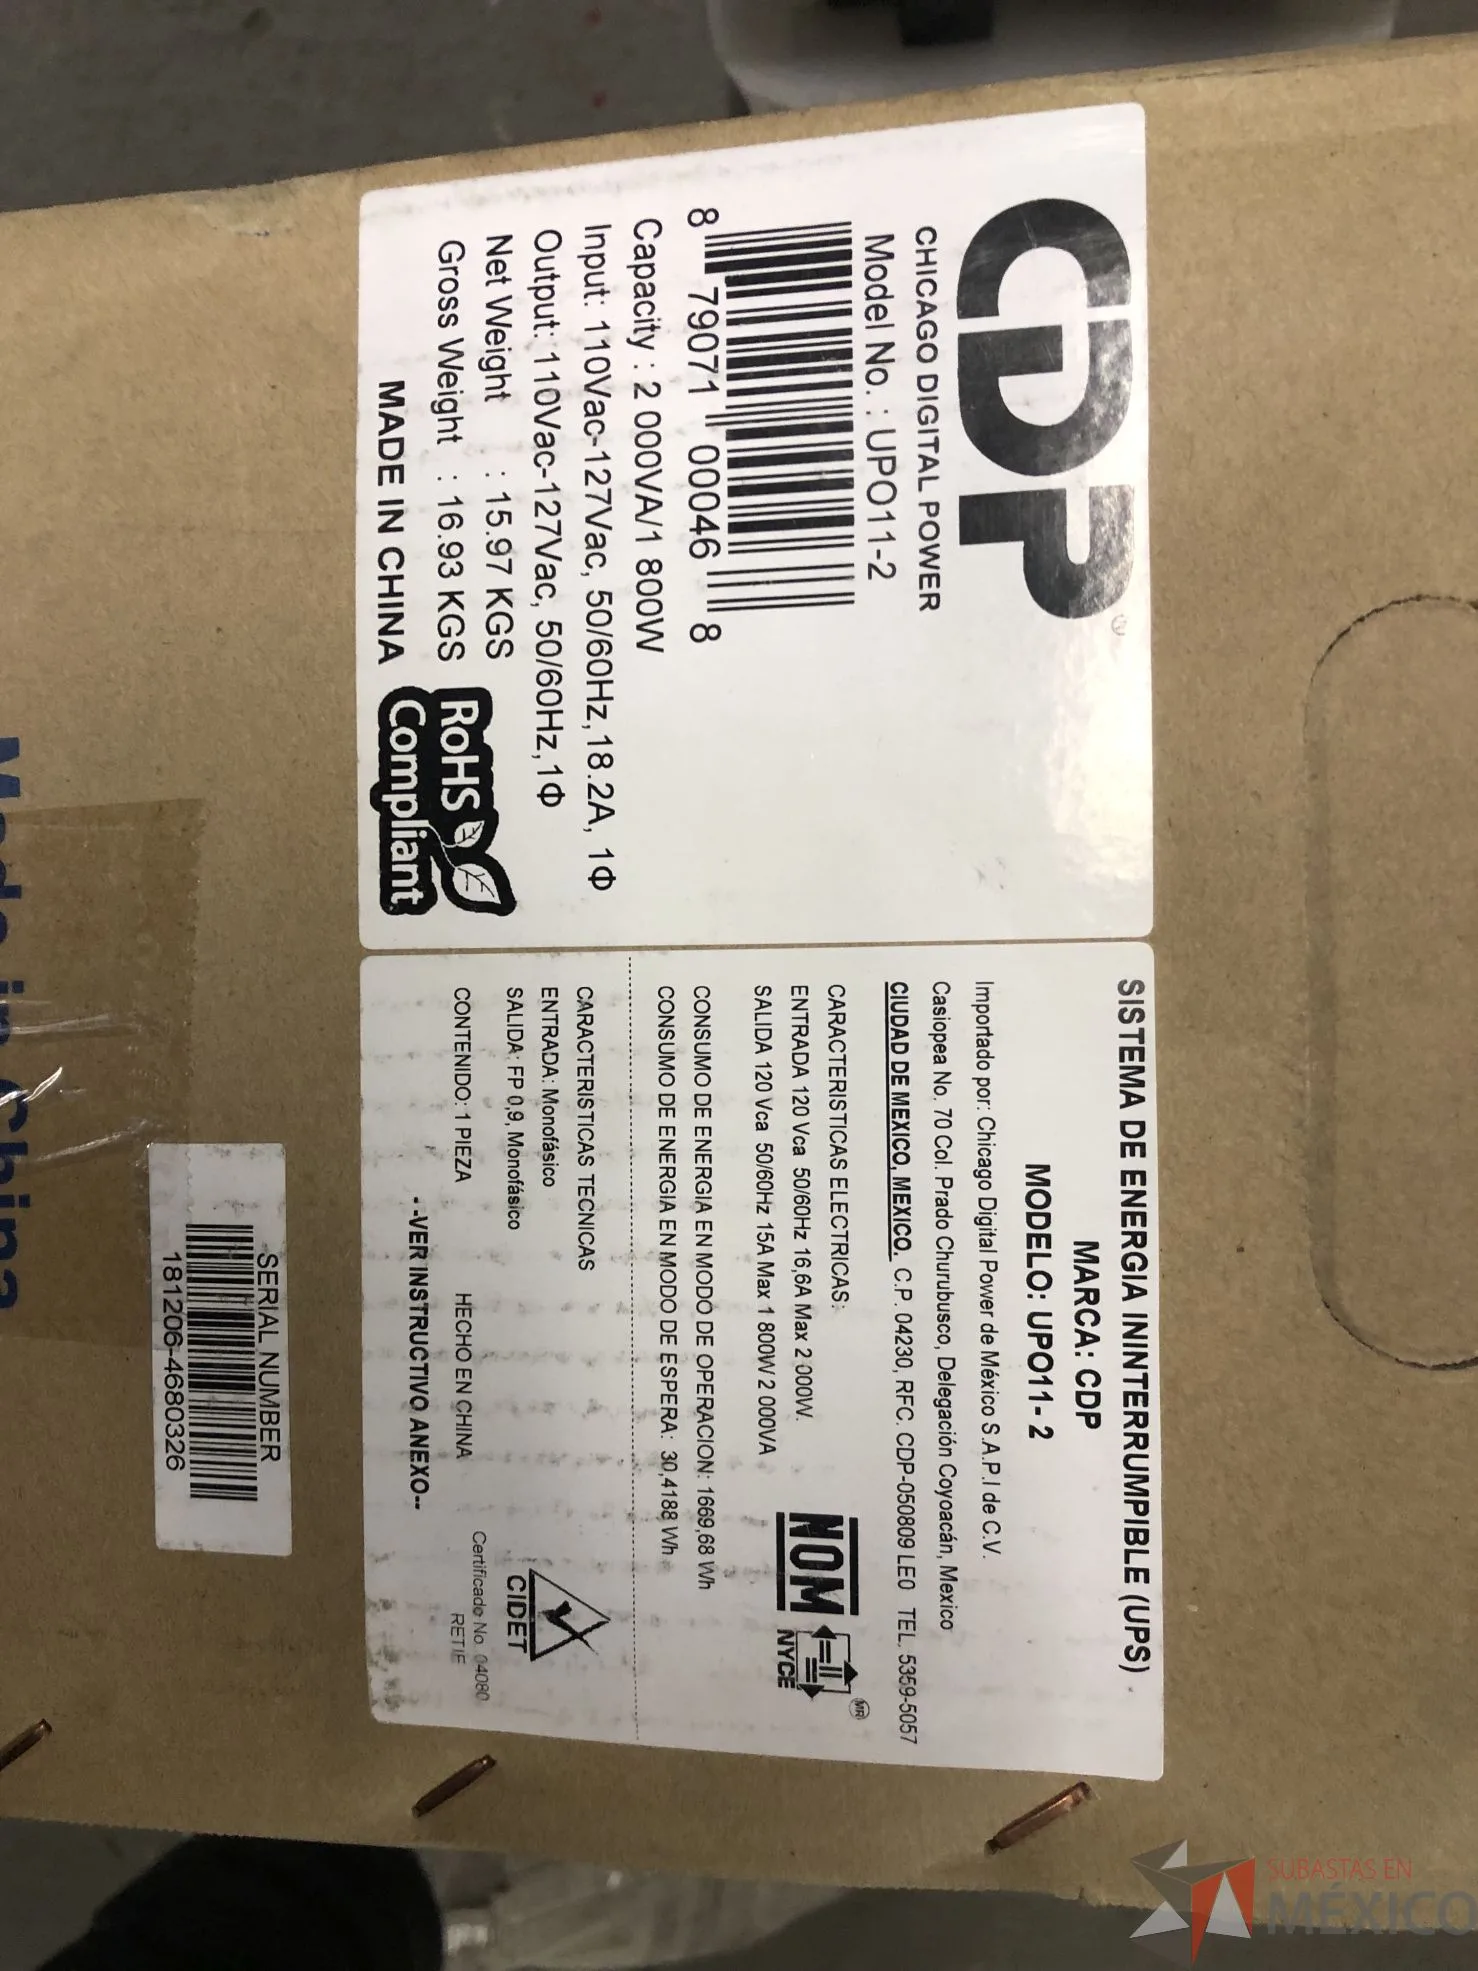 CDP®
CHICAGO DIGITAL POWER
Model No. : UPO11-2
8 79071 00046 8
Capacity : 2 000VA/1 800W
Input: 110Vac-127Vac, 50/60Hz,18.2A, 1Φ
Output: 110Vac-127Vac, 50/60Hz,1Φ
Net Weight : 15.97 KGS
Gross Weight : 16.93 KGS
MADE IN CHINA
RoHS
Compliant
SISTEMA DE ENERGIA ININTERRUMPIBLE (UPS)
MARCA: CDP
MODELO: UPO11- 2
Importado por: Chicago Digital Power de México S.A.P.I de C.V.
Casiopea No. 70 Col. Prado Churubusco, Delegación Coyoacán, Mexico
CIUDAD DE MEXICO, MEXICO. C.P. 04230, RFC. CDP-050809 LE0 TEL. 5359-5057
CARACTERISTICAS ELECTRICAS:
ENTRADA 120 Vca 50/60Hz 16,6A Max 2 000W.
SALIDA 120 Vca 50/60Hz 15A Max 1 800W 2 000VA
NOM
NYCE
MR
CONSUMO DE ENERGIA EN MODO DE OPERACION: 1669,68 Wh
CONSUMO DE ENERGIA EN MODO DE ESPERA: 30,4188 Wh
CARACTERISTICAS TECNICAS
ENTRADA: Monofásico
SALIDA: FP 0,9, Monofásico
CONTENIDO: 1 PIEZA HECHO EN CHINA
--VER INSTRUCTIVO ANEXO--
CIDET
Certificado No. 04080
RETIE
SERIAL NUMBER
181206-4680326
Made in China
SUBASTAS EN
MÉXICO